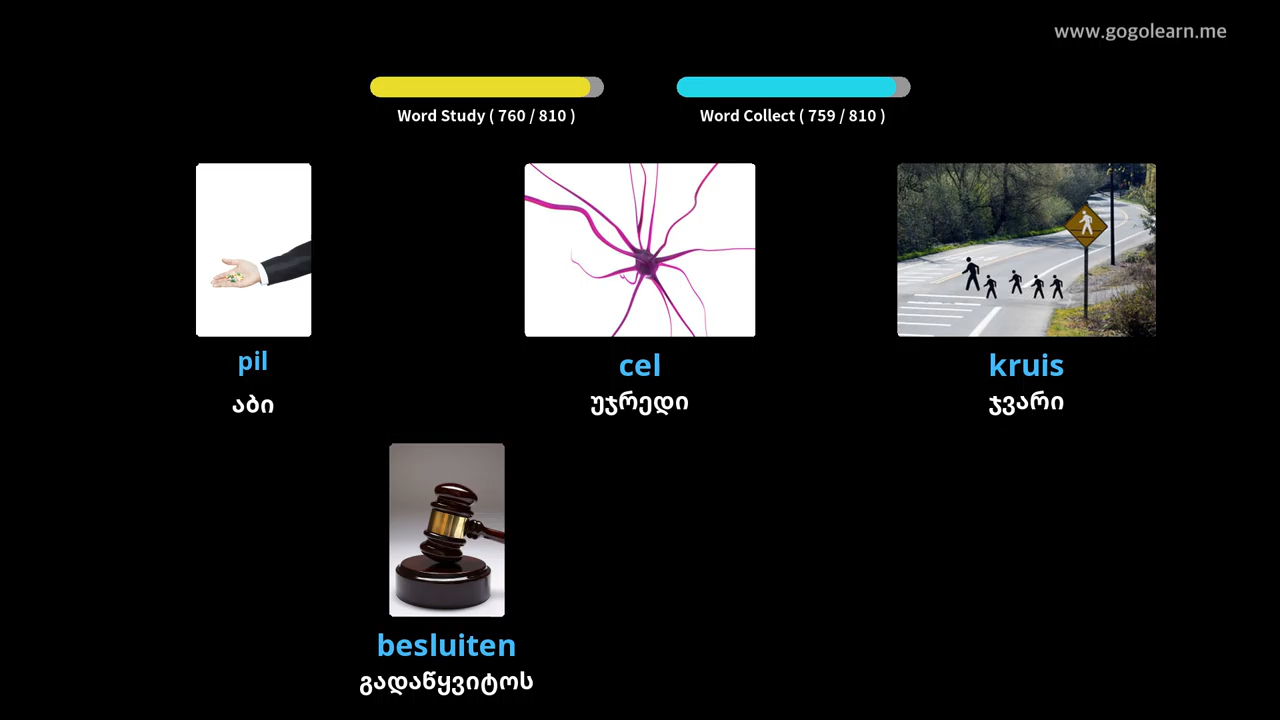 www.gogolearn.me
Word Study ( 760 / 810 )
Word Collect ( 759 / 810 )
pil
აბი
cel
უჯრედი
kruis
ჯვარი
besluiten
გადაწყვიტოს